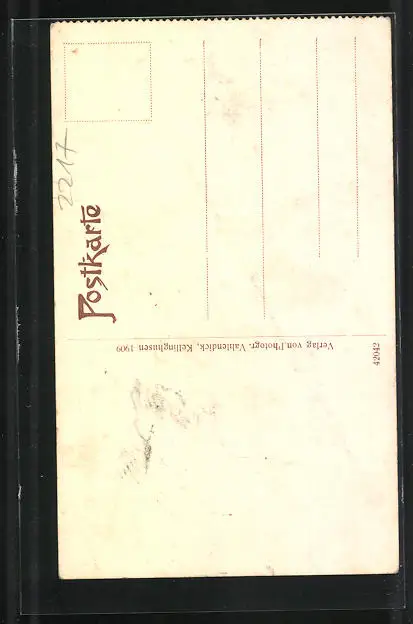 2217
Postkarte
Verlag von Photogr. Vahlendick, Kellinghusen 1909
42042